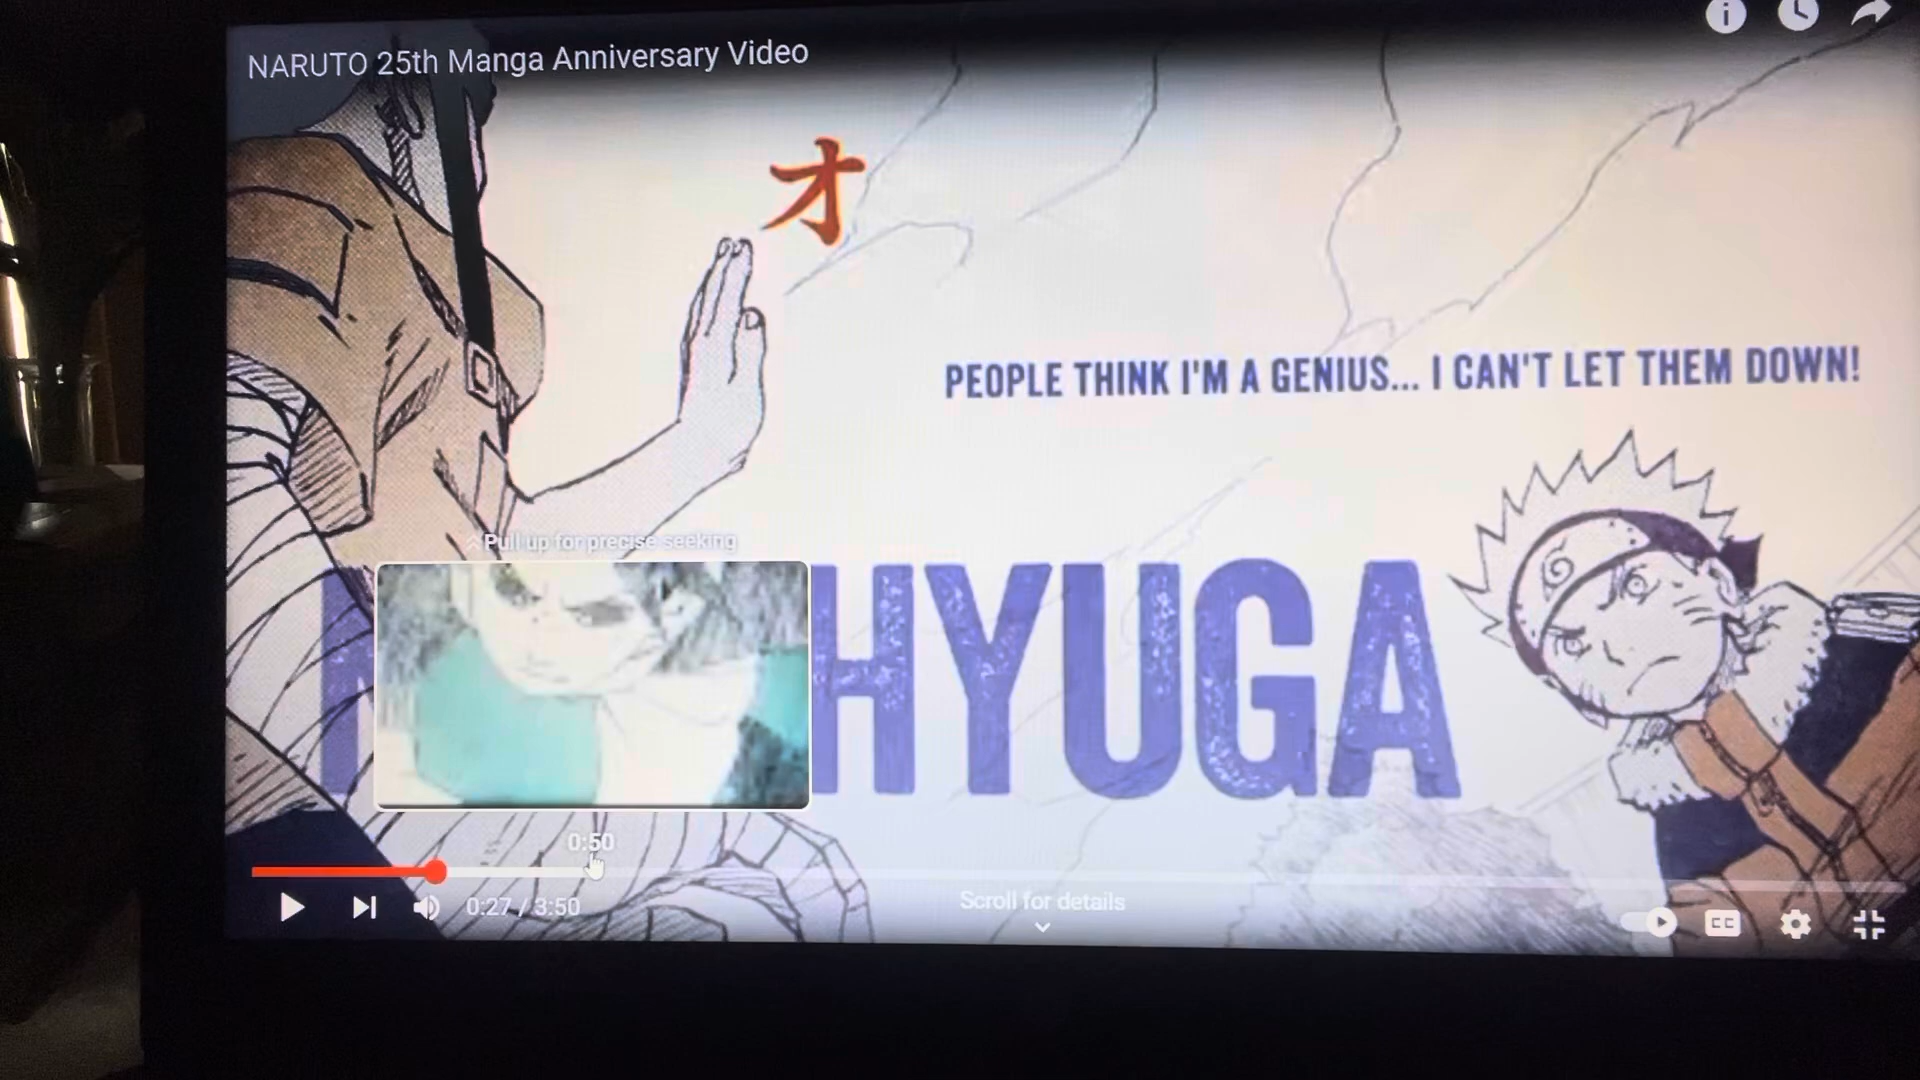 NARUTO 25th Manga Anniversary Video
才
PEOPLE THINK I'M A GENIUS... I CAN'T LET THEM DOWN!
Pull up for precise seeking
HYUGA
0:50
0:27 / 3:50
Scroll for details
CC